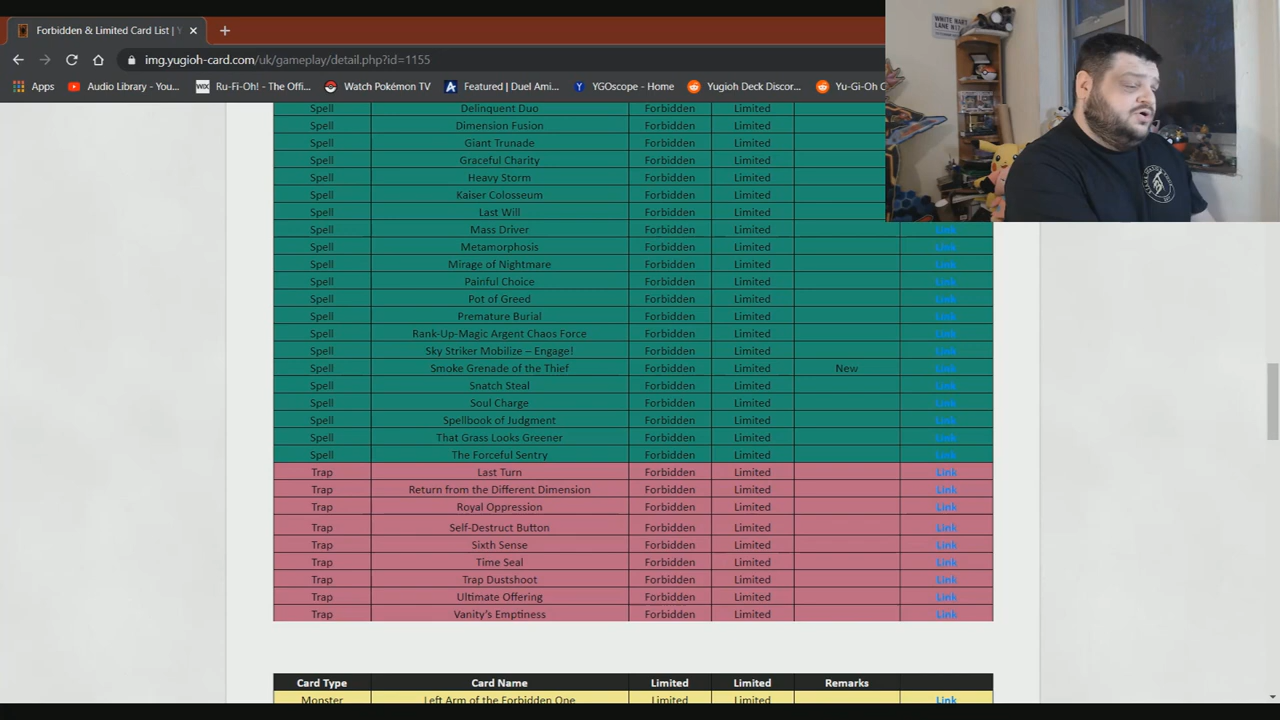 Forbidden & Limited Card List |
img.yugioh-card.com/uk/gameplay/detail.php?id=1155
Apps Audio Library - You... Ru-Fi-Oh! - The Offi... Watch Pokémon TV Featured | Duel Ami... YGOscope - Home Yugioh Deck Discor... Yu-Gi-Oh
WHITE HART
LANE N17
Spell Delinquent Duo Forbidden Limited
Spell Dimension Fusion Forbidden Limited
Spell Giant Trunade Forbidden Limited
Spell Graceful Charity Forbidden Limited
Spell Heavy Storm Forbidden Limited
Spell Kaiser Colosseum Forbidden Limited
Spell Last Will Forbidden Limited
Spell Mass Driver Forbidden Limited Link
Spell Metamorphosis Forbidden Limited Link
Spell Mirage of Nightmare Forbidden Limited Link
Spell Painful Choice Forbidden Limited Link
Spell Pot of Greed Forbidden Limited Link
Spell Premature Burial Forbidden Limited Link
Spell Rank-Up-Magic Argent Chaos Force Forbidden Limited Link
Spell Sky Striker Mobilize – Engage! Forbidden Limited Link
Spell Smoke Grenade of the Thief Forbidden Limited New Link
Spell Snatch Steal Forbidden Limited Link
Spell Soul Charge Forbidden Limited Link
Spell Spellbook of Judgment Forbidden Limited Link
Spell That Grass Looks Greener Forbidden Limited Link
Spell The Forceful Sentry Forbidden Limited Link
Trap Last Turn Forbidden Limited Link
Trap Return from the Different Dimension Forbidden Limited Link
Trap Royal Oppression Forbidden Limited Link
Trap Self-Destruct Button Forbidden Limited Link
Trap Sixth Sense Forbidden Limited Link
Trap Time Seal Forbidden Limited Link
Trap Trap Dustshoot Forbidden Limited Link
Trap Ultimate Offering Forbidden Limited Link
Trap Vanity's Emptiness Forbidden Limited Link
Card Type Card Name Limited Limited Remarks
Monster Left Arm of the Forbidden One Limited Limited Link